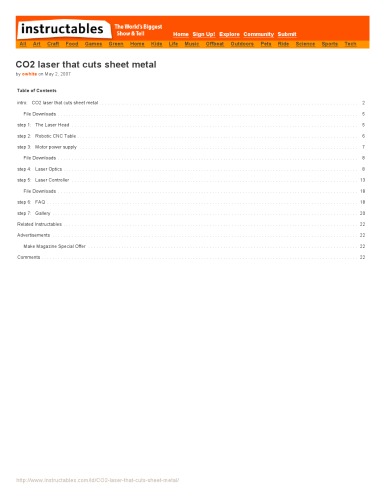 instructables
The World's Biggest
Show & Tell
Home Sign Up! Explore Community Submit
All Art Craft Food Games Green Home Kids Life Music Offbeat Outdoors Pets Ride Science Sports Tech
CO2 laser that cuts sheet metal
by owhite on May 2, 2007
Table of Contents
intro: CO2 laser that cuts sheet metal 2
File Downloads 5
step 1: The Laser Head 5
step 2: Robotic CNC Table 6
step 3: Motor power supply 7
File Downloads 8
step 4: Laser Optics 8
step 5: Laser Controller 13
File Downloads 18
step 6: FAQ 18
step 7: Gallery 20
Related Instructables 22
Advertisements 22
Make Magazine Special Offer 22
Comments 22
http://www.instructables.com/id/CO2-laser-that-cuts-sheet-metal/